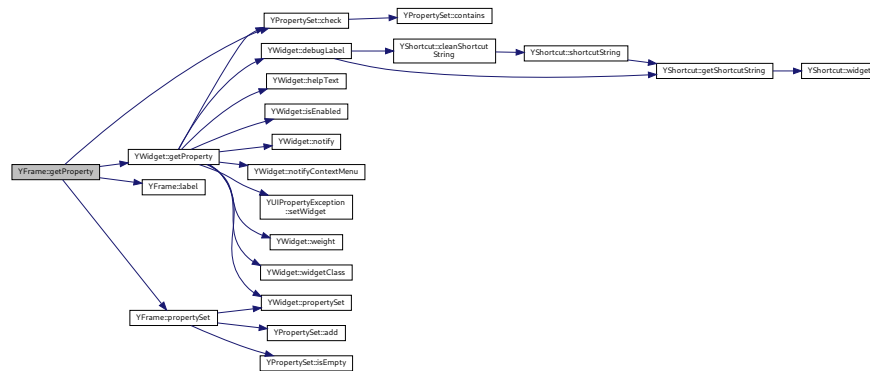 YFrame::getProperty
YPropertySet::check
YPropertySet::contains
YWidget::getProperty
YWidget::debugLabel
YShortcut::cleanShortcut
String
YShortcut::shortcutString
YShortcut::getShortcutString
YShortcut::widget
YWidget::helpText
YWidget::isEnabled
YWidget::notify
YWidget::notifyContextMenu
YUIPropertyException
::setWidget
YWidget::weight
YWidget::widgetClass
YWidget::propertySet
YFrame::label
YFrame::propertySet
YPropertySet::add
YPropertySet::isEmpty